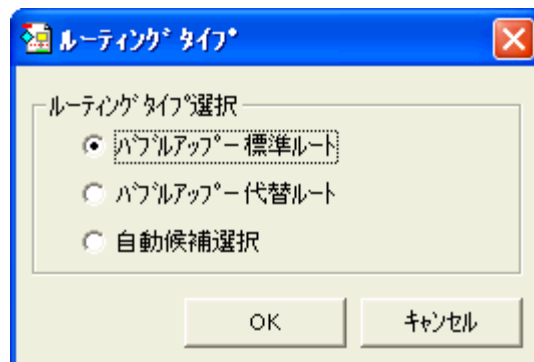 ﾙｰﾃｨﾝｸﾞ ﾀｲﾌﾟ
ﾙｰﾃｨﾝｸﾞﾀｲﾌﾟ選択
ﾊﾞﾌﾞﾙｱｯﾌﾟｰ標準ﾙｰﾄ
ﾊﾞﾌﾞﾙｱｯﾌﾟｰ代替ﾙｰﾄ
自動候補選択
OK
ｷｬﾝｾﾙ